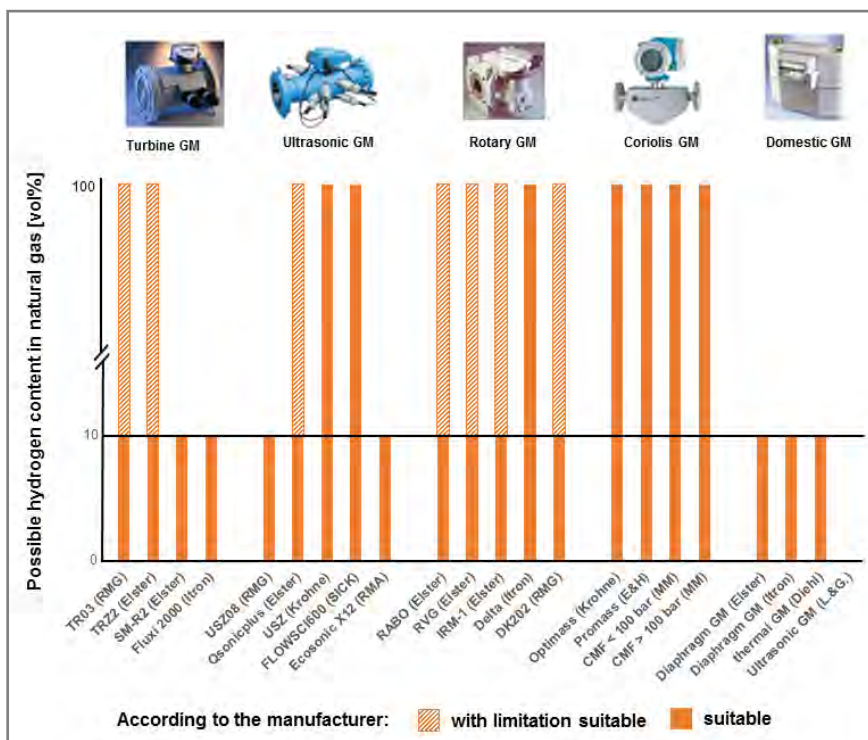 Turbine GM
Ultrasonic GM
Rotary GM
Coriolis GM
Domestic GM
Possible hydrogen content in natural gas [vol%]
100
10
0
TR03 (RMG)
TRZ2 (Elster)
SM-R2 (Elster)
Fluxi 2000 (Itron)
USZ08 (RMG)
Qsonicplus (Elster)
USZ (Krohne)
FLOWSCI600 (SICK)
Ecosonic X12 (RMA)
RABO (Elster)
RVG (Elster)
IRM-1 (Elster)
Delta (Itron)
DK202 (RMG)
Optimass (Krohne)
Promass (E&H)
CMF < 100 bar (MM)
CMF > 100 bar (MM)
Diaphragm GM (Elster)
Diaphragm GM (Itron)
thermal GM (Diehl)
Ultrasonic GM (L.&G.)
According to the manufacturer: with limitation suitable suitable